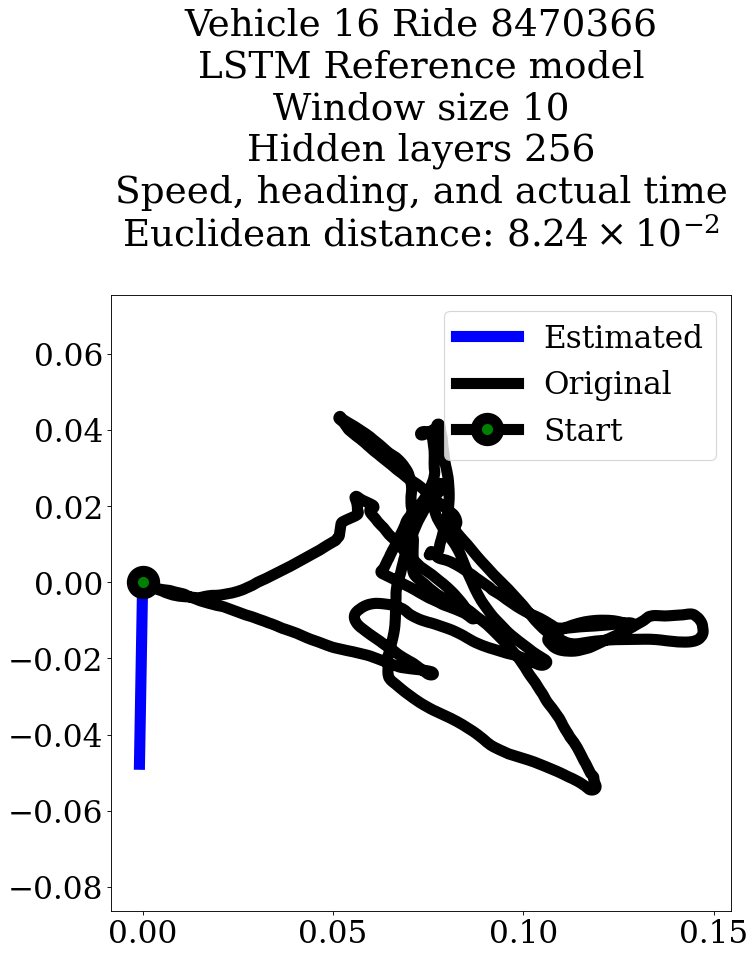 Vehicle 16 Ride 8470366
LSTM Reference model
Window size 10
Hidden layers 256
Speed, heading, and actual time
Euclidean distance: 8.24 × 10⁻²
Estimated
Original
Start
0.06
0.04
0.02
0.00
−0.02
−0.04
−0.06
−0.08
0.00 0.05 0.10 0.15